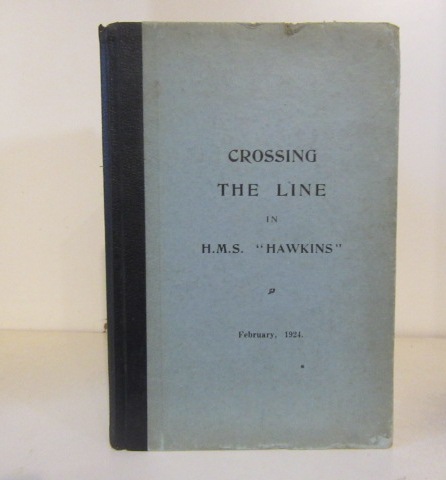 CROSSING
THE LINE
IN
H.M.S. "HAWKINS"
February, 1924.